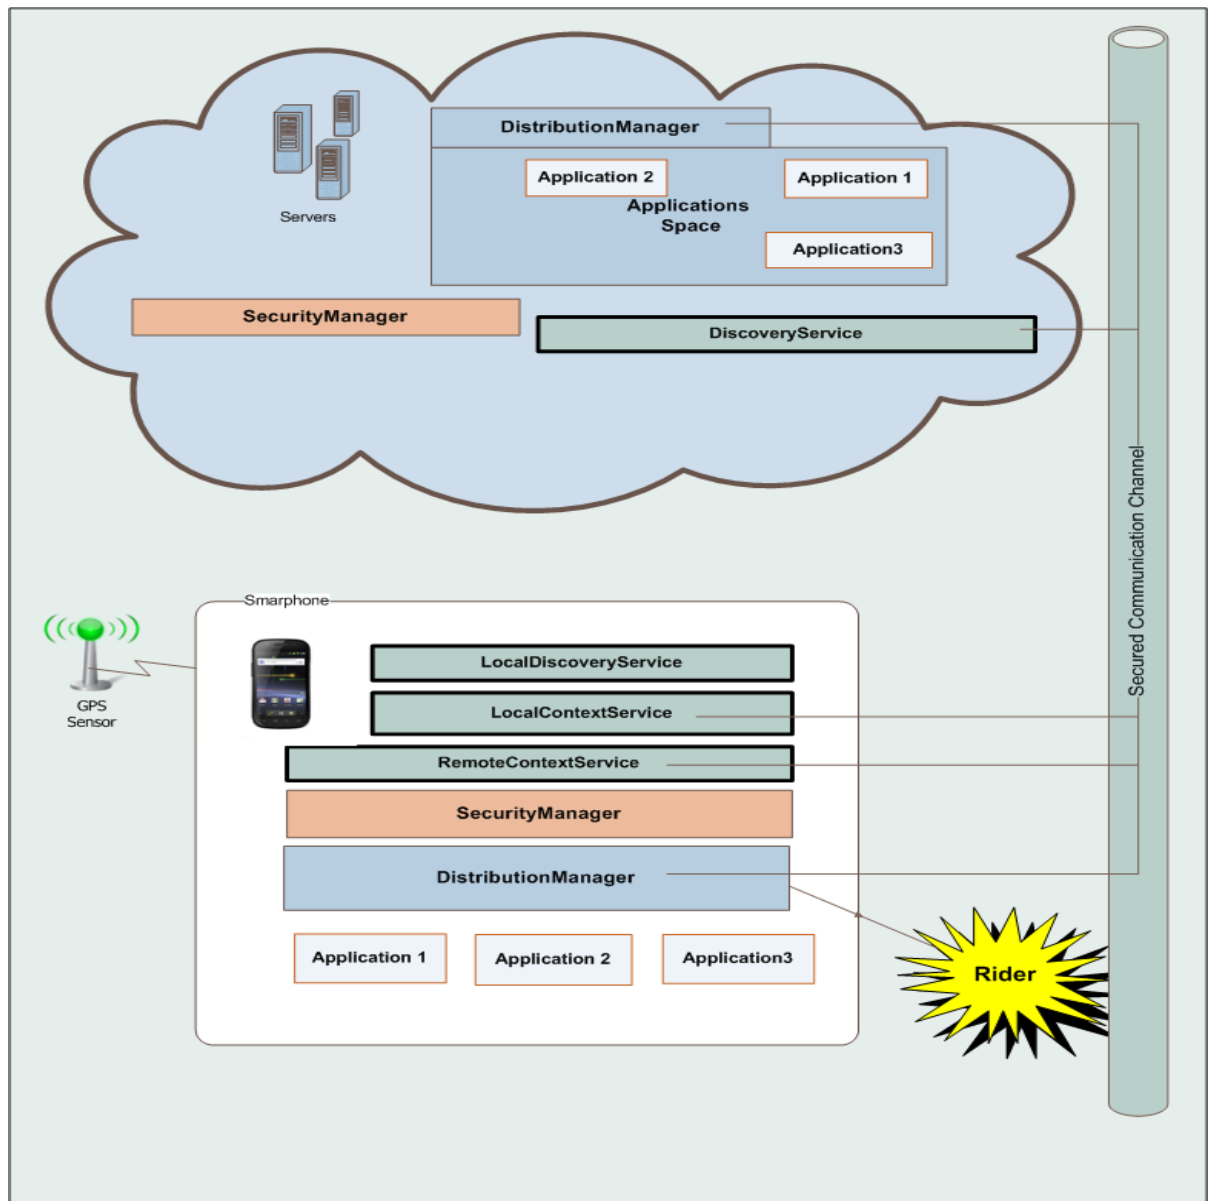 DistributionManager
Application 2
Application 1
Applications
Space
Application3
Servers
SecurityManager
DiscoveryService
Secured Communication Channel
Smarphone
GPS
Sensor
LocalDiscoveryService
LocalContextService
RemoteContextService
SecurityManager
DistributionManager
Application 1
Application 2
Application3
Rider